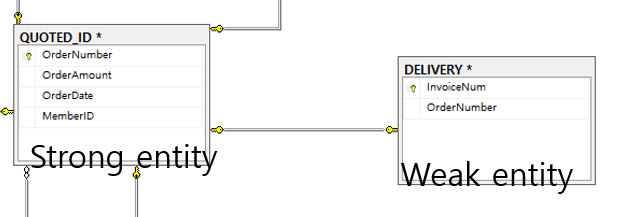 QUOTED_ID *
OrderNumber
OrderAmount
OrderDate
MemberID
Strong entity
DELIVERY *
InvoiceNum
OrderNumber
Weak entity